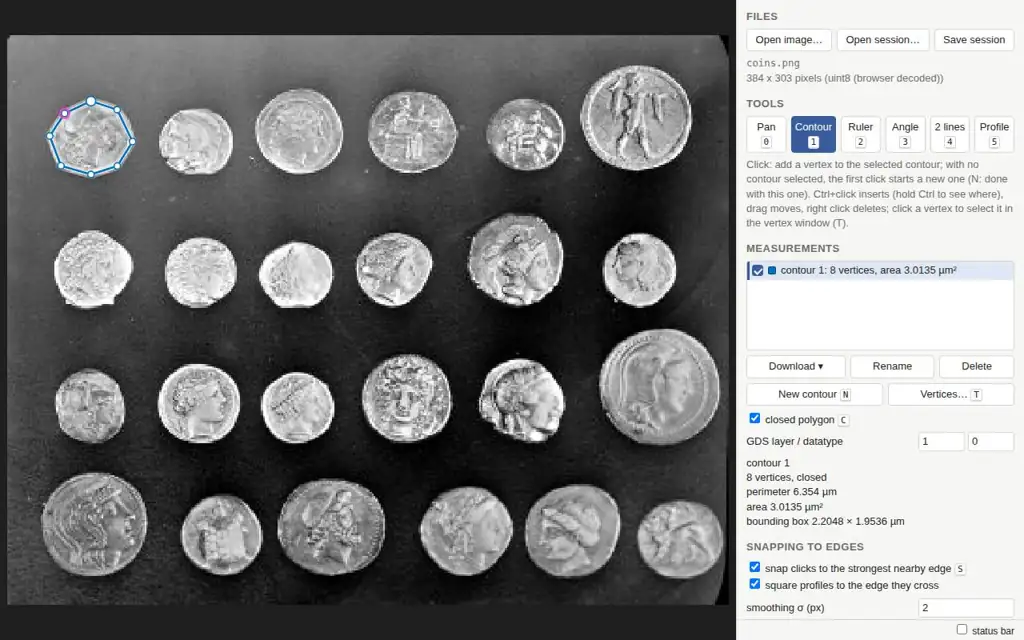 FILES
Open image…
Open session…
Save session
coins.png
384 x 303 pixels (uint8 (browser decoded))
TOOLS
Pan 0
Contour 1
Ruler 2
Angle 3
2 lines 4
Profile 5
Click: add a vertex to the selected contour; with no
contour selected, the first click starts a new one (N: done
with this one). Ctrl+click inserts (hold Ctrl to see where),
drag moves, right click deletes; click a vertex to select it in
the vertex window (T).
MEASUREMENTS
contour 1: 8 vertices, area 3.0135 µm²
Download ▾
Rename
Delete
New contour N
Vertices… T
closed polygon C
GDS layer / datatype 1 0
contour 1
8 vertices, closed
perimeter 6.354 µm
area 3.0135 µm²
bounding box 2.2048 × 1.9536 µm
SNAPPING TO EDGES
snap clicks to the strongest nearby edge S
square profiles to the edge they cross
smoothing σ (px) 2
status bar